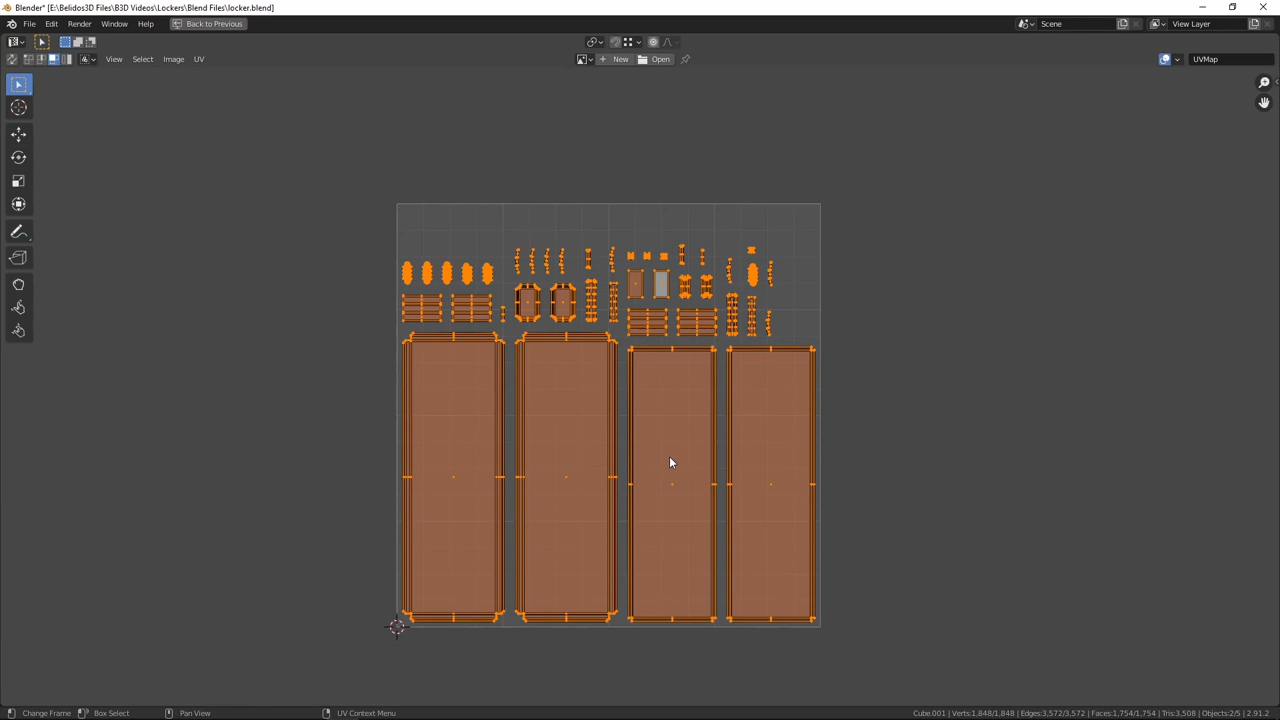 Blender* [E:\Belidos3D Files\B3D Videos\Lockers\Blend Files\locker.blend]
File Edit Render Window Help Back to Previous Scene View Layer
View Select Image UV New Open UVMap
Change Frame Box Select Pan View UV Context Menu Cube.001 | Verts:1,848/1,848 | Edges:3,572/3,572 | Faces:1,754/1,754 | Tris:3,508 | Objects:2/5 | 2.91.2